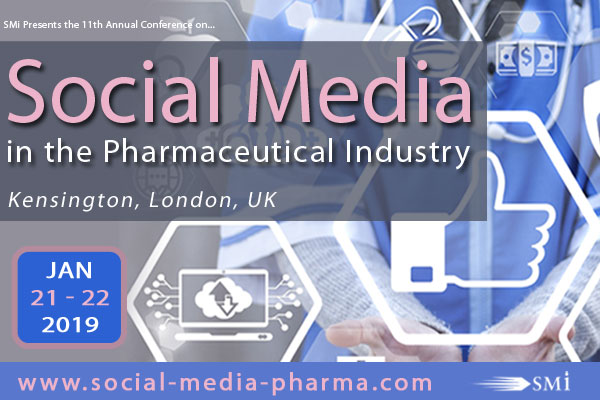 SMi Presents the 11th Annual Conference on...
Social Media
in the Pharmaceutical Industry
Kensington, London, UK
JAN
21 - 22
2019
www.social-media-pharma.com
SMi